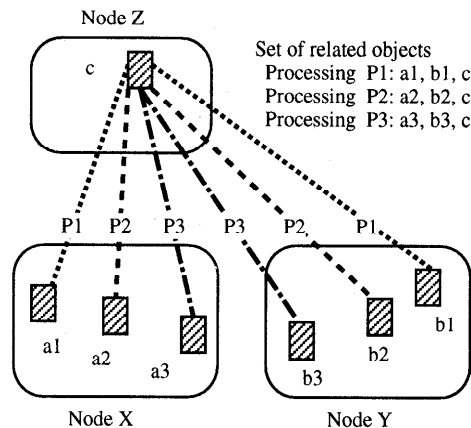 Node Z
c
Set of related objects
Processing P1: a1, b1, c
Processing P2: a2, b2, c
Processing P3: a3, b3, c
P1 P2 P3 P3 P2 P1
a1
a2
a3
b3
b2
b1
Node X
Node Y